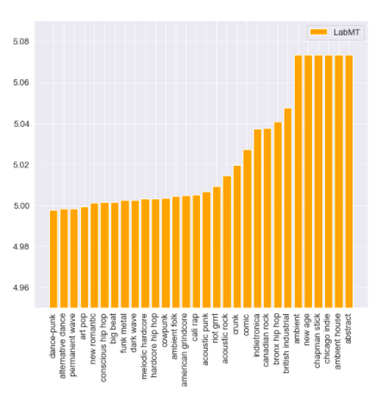 LabMT
5.08
5.06
5.04
5.02
5.00
4.98
4.96
dance-punk
alternative dance
permanent wave
art pop
new romantic
conscious hip hop
big beat
funk metal
dark wave
melodic hardcore
hardcore hip hop
cowpunk
ambient folk
american grindcore
cali rap
acoustic punk
riot grrrl
acoustic rock
crunk
comic
indietronica
canadian rock
bronx hip hop
british industrial
ambient
new age
chapman stick
chicago indie
ambient house
abstract